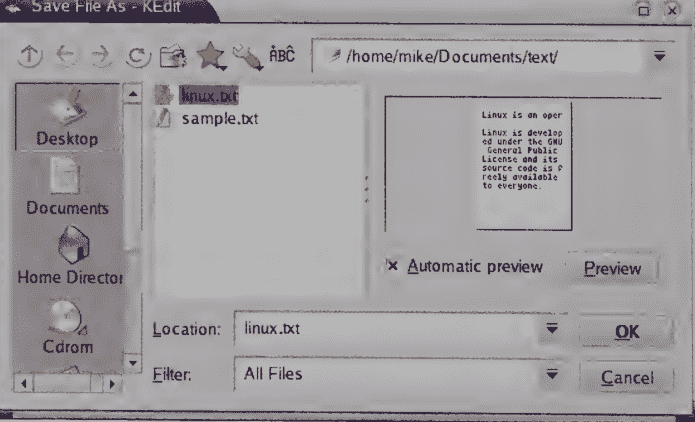 Save File As - KEdit
ÀBĈ
/home/mike/Documents/text/
linux.txt
sample.txt
Desktop
Documents
Home Director
Cdrom
Linux is an oper
Linux is develop
ed under the GNU
General Public
License and its
source code is f
reely available
to everyone.
Automatic preview
Preview
Location:
linux.txt
OK
Filter:
All Files
Cancel